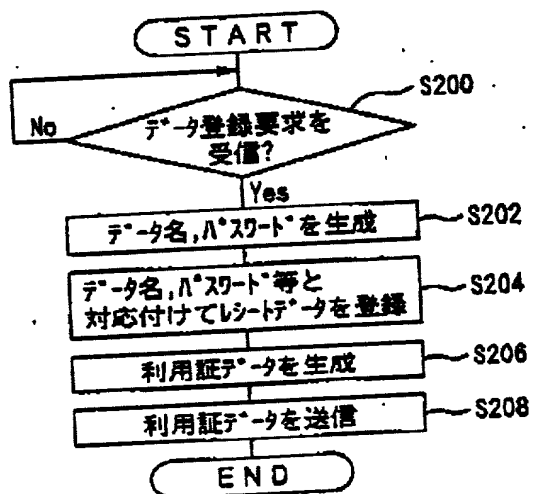 START
S200
No
データ登録要求を
受信?
Yes
データ名,パスワードを生成
S202
データ名,パスワード等と
対応付けてレシートデータを登録
S204
利用証データを生成
S206
利用証データを送信
S208
END